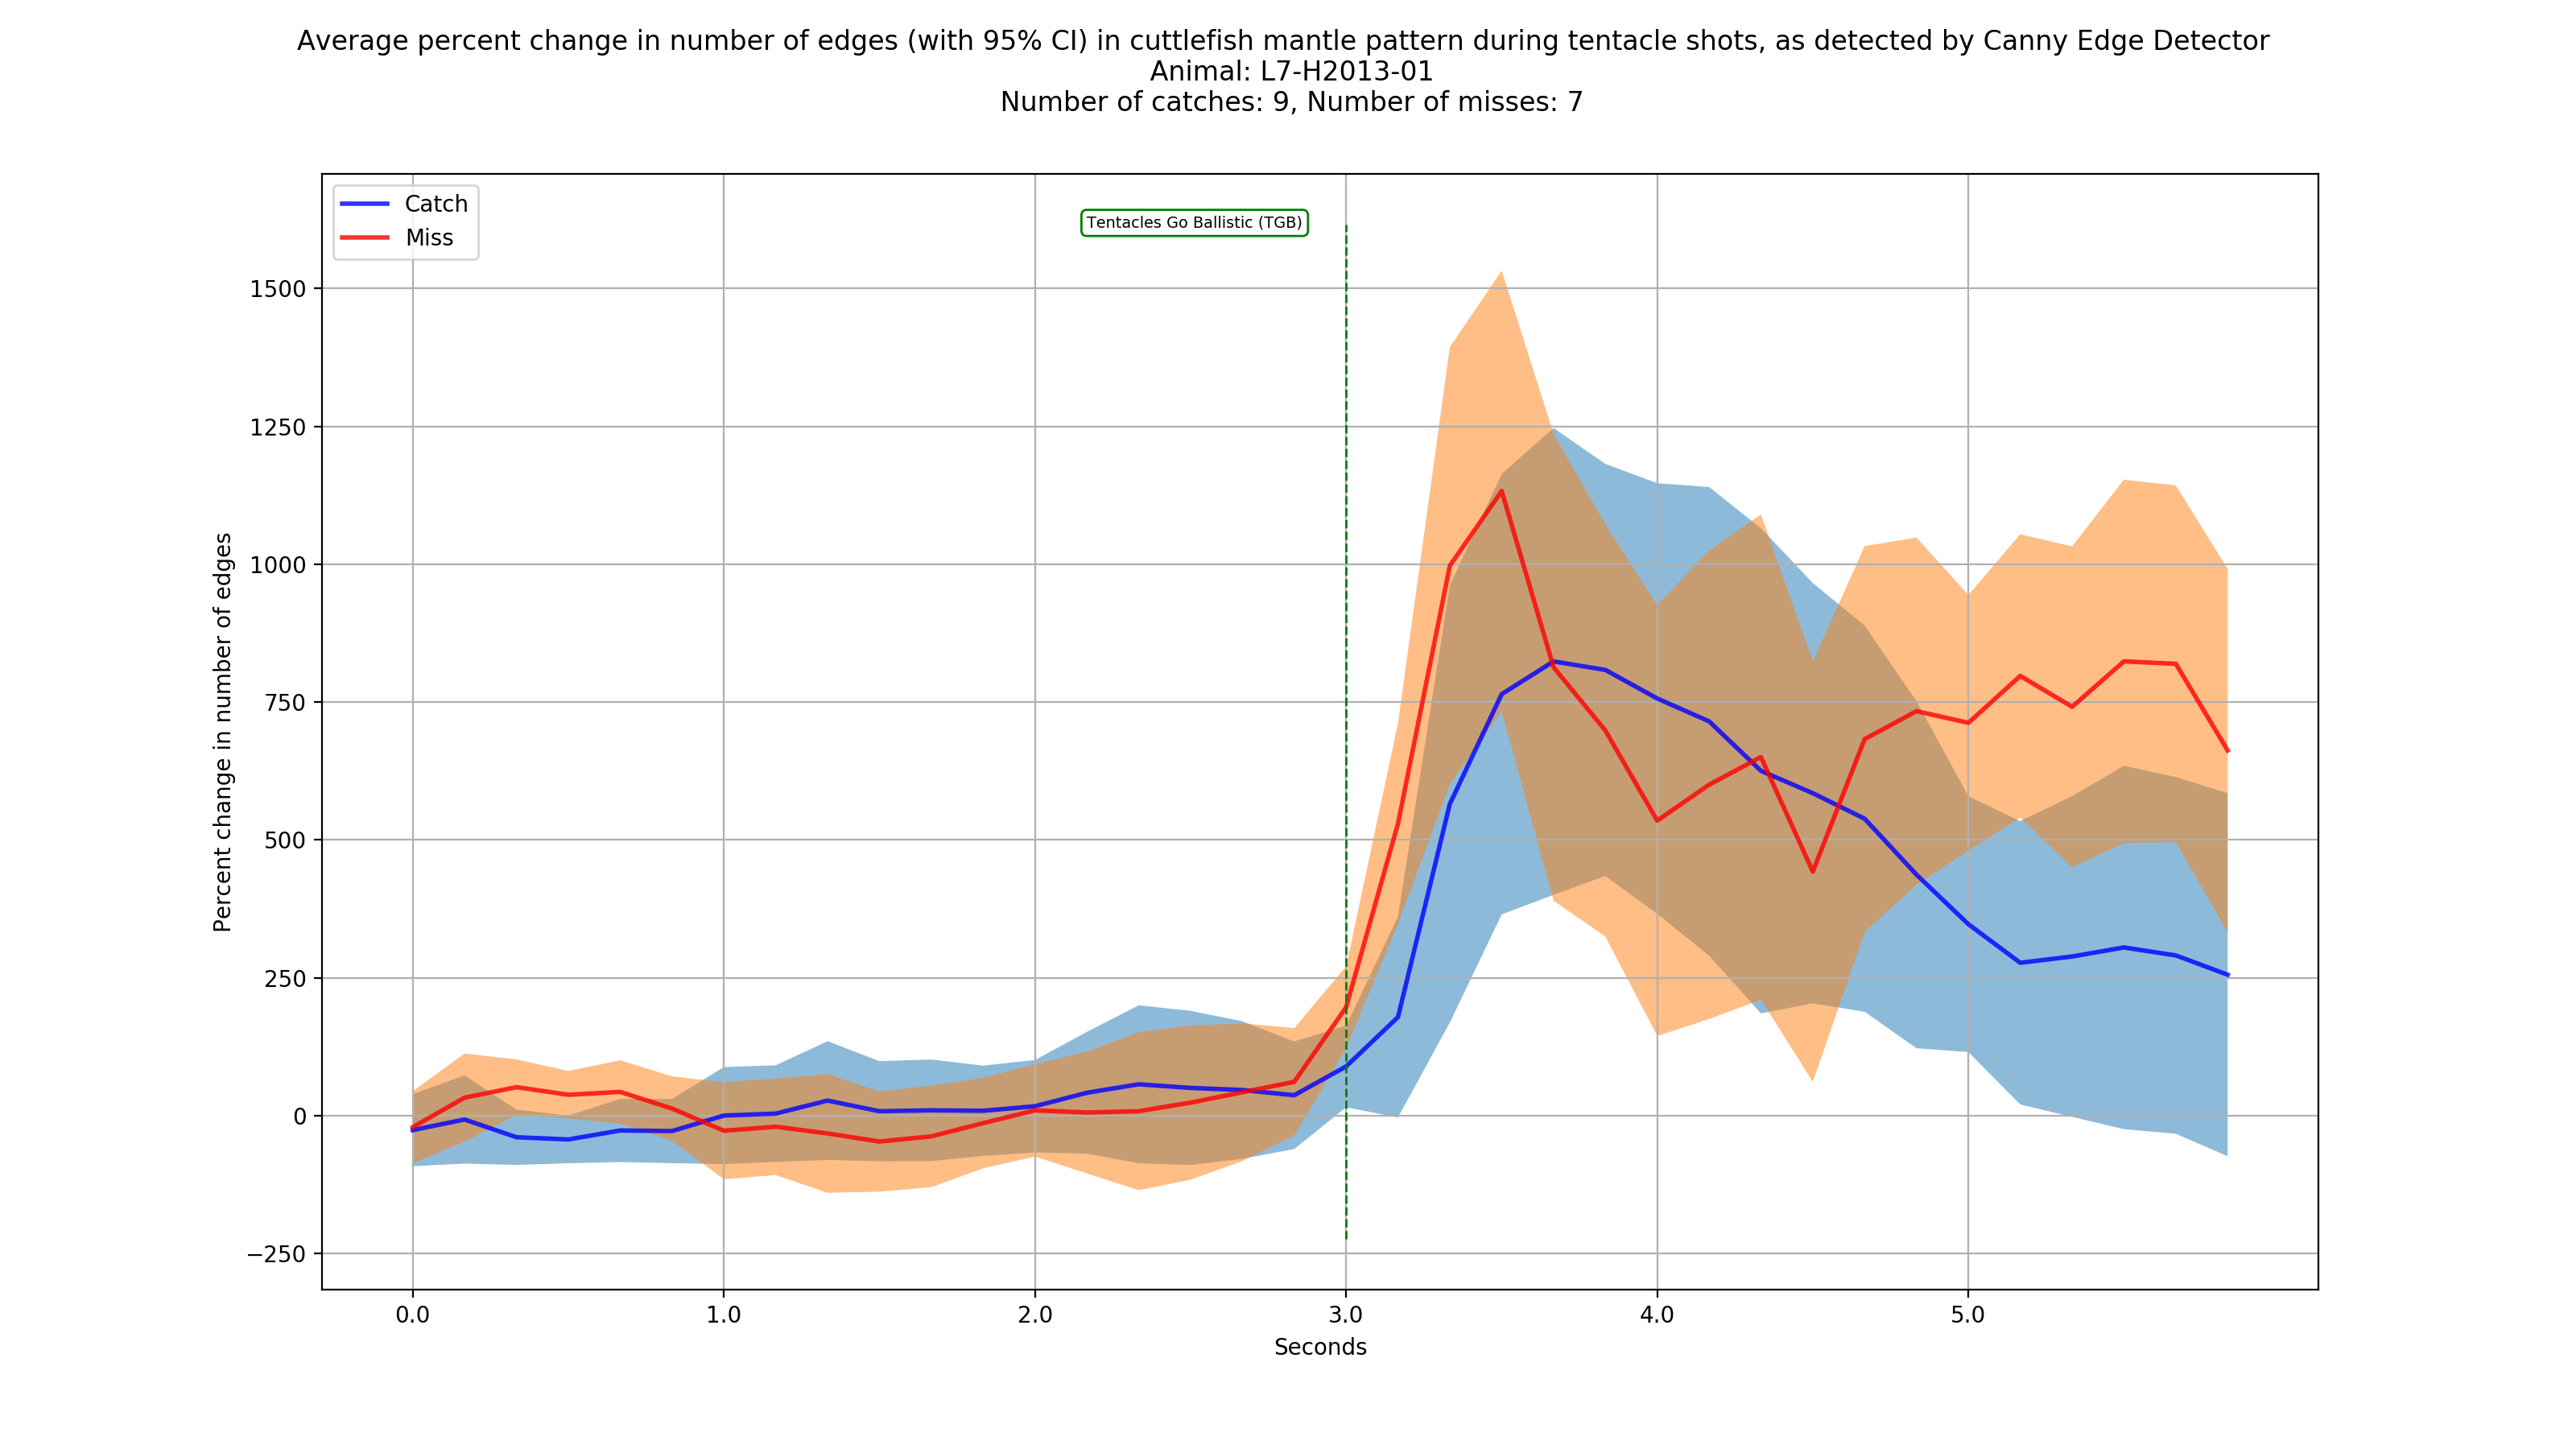 Average percent change in number of edges (with 95% CI) in cuttlefish mantle pattern during tentacle shots, as detected by Canny Edge Detector
Animal: L7-H2013-01
Number of catches: 9, Number of misses: 7
Catch
Miss
Tentacles Go Ballistic (TGB)
1500
1250
1000
750
500
250
0
−250
Percent change in number of edges
0.0 1.0 2.0 3.0 4.0 5.0
Seconds